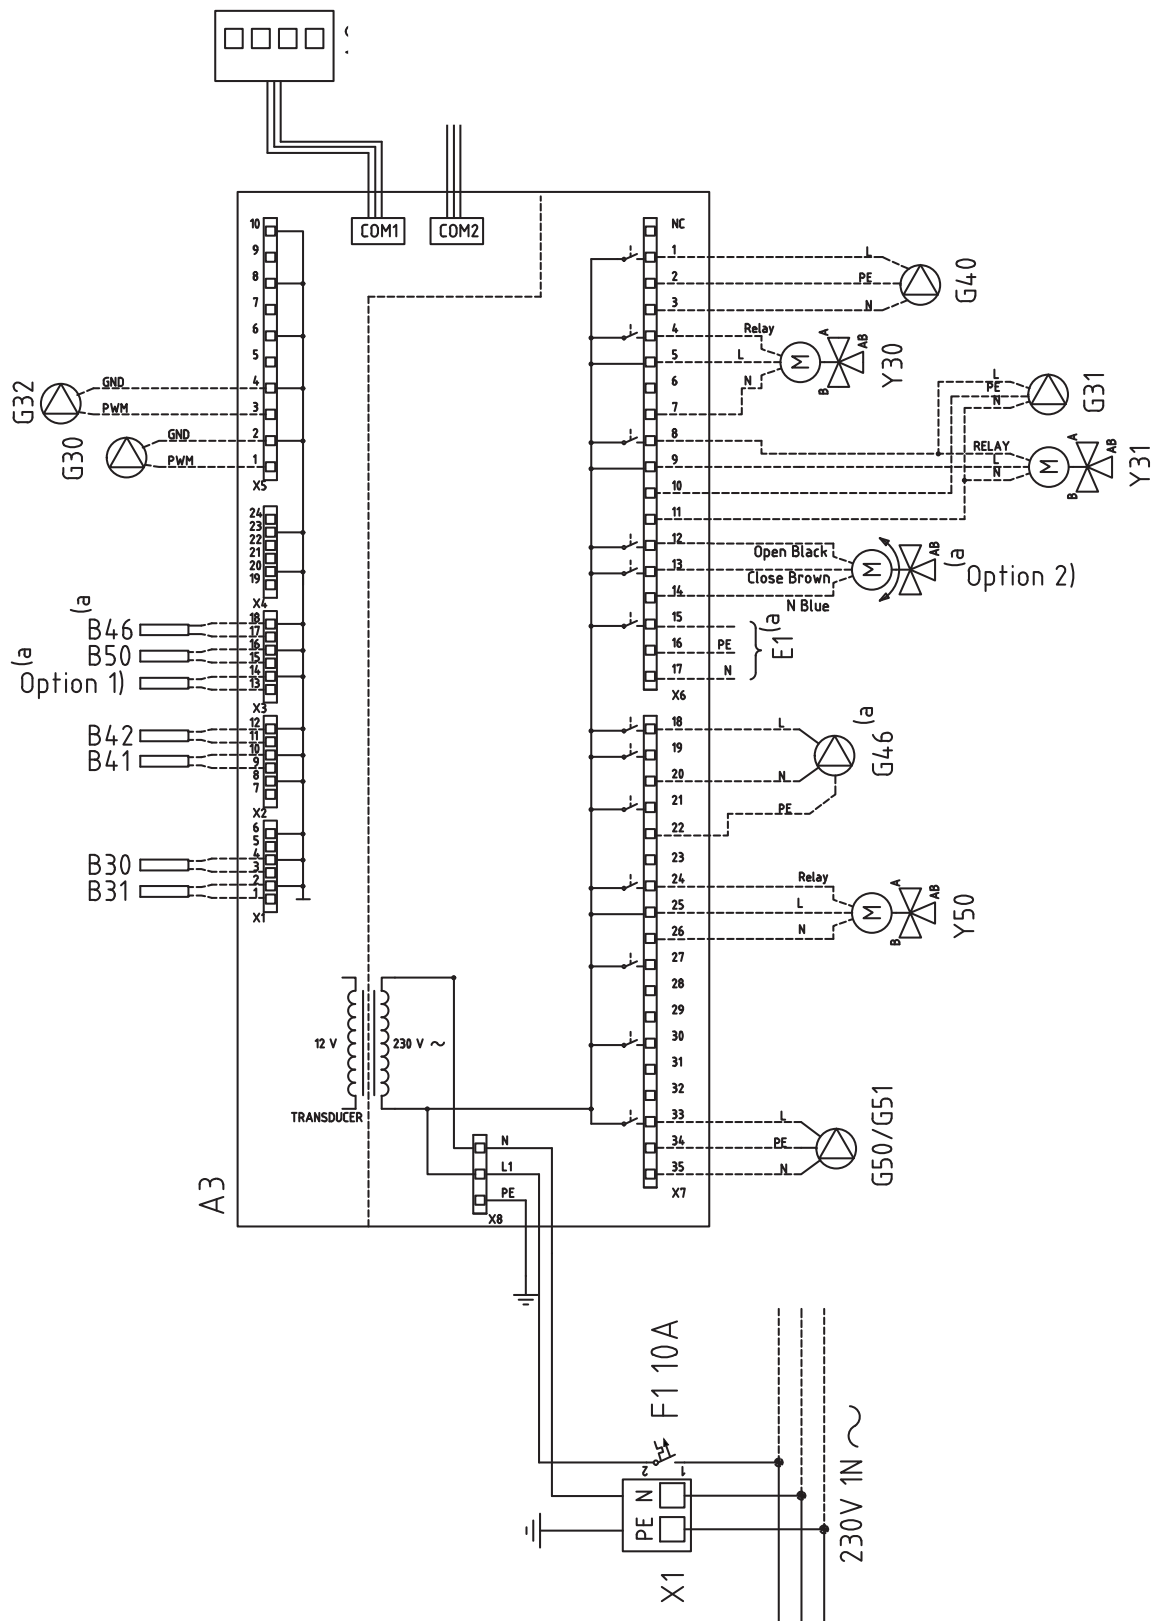 COM1
COM2
10
9
8
7
6
5
4
3
2
1
X5
G32
GND
PWM
G30
GND
PWM
24
23
22
21
20
19
X4
18
17
16
15
14
13
X3
(a
B46
B50
(a
Option 1)
12
11
10
9
8
7
X2
B42
B41
6
5
4
3
2
1
X1
B30
B31
NC
1
2
3
4
5
6
7
8
9
10
11
12
13
14
15
16
17
X6
L
PE
N
G40
Relay
L
N
A
AB
B
M
Y30
L
PE
N
G31
RELAY
L
N
M
A
AB
B
Y31
Open Black
Close Brown
N Blue
M
AB
(a
Option 2)
PE
N
E1 (a
18
19
20
21
22
23
24
25
26
27
28
29
30
31
32
33
34
35
X7
L
N
PE
G46 (a
Relay
L
N
M
A
AB
B
Y50
L
PE
N
G50/G51
12 V
230 V ~
TRANSDUCER
A3
N
L1
PE
X8
F1 10A
2
1
N
PE
X1
230V 1N ~